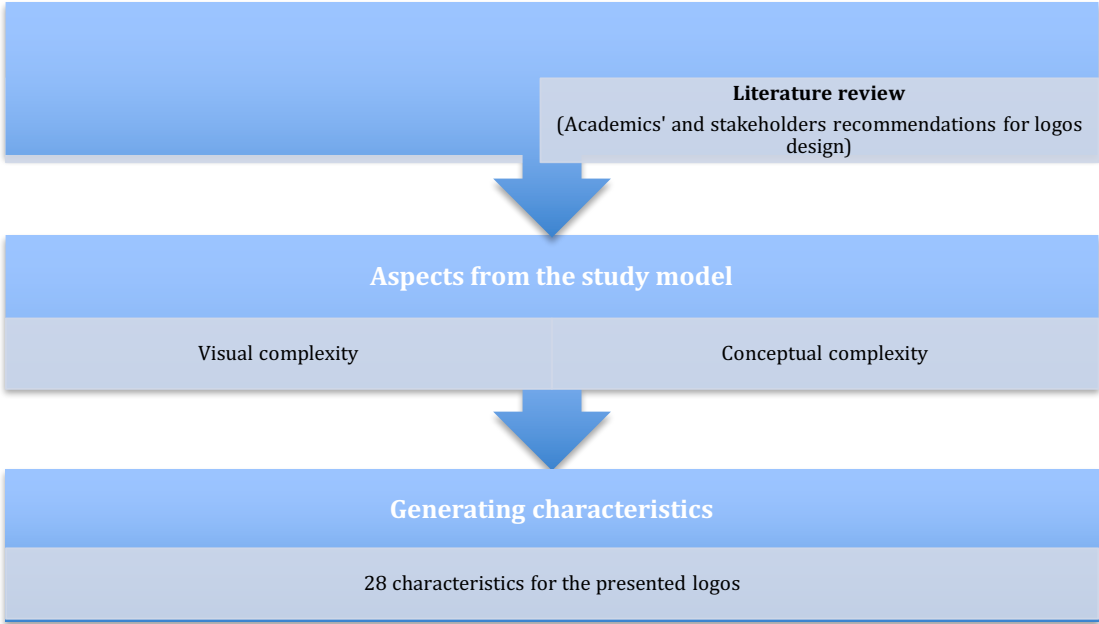 Literature review
(Academics' and stakeholders recommendations for logos
design)
Aspects from the study model
Visual complexity
Conceptual complexity
Generating characteristics
28 characteristics for the presented logos